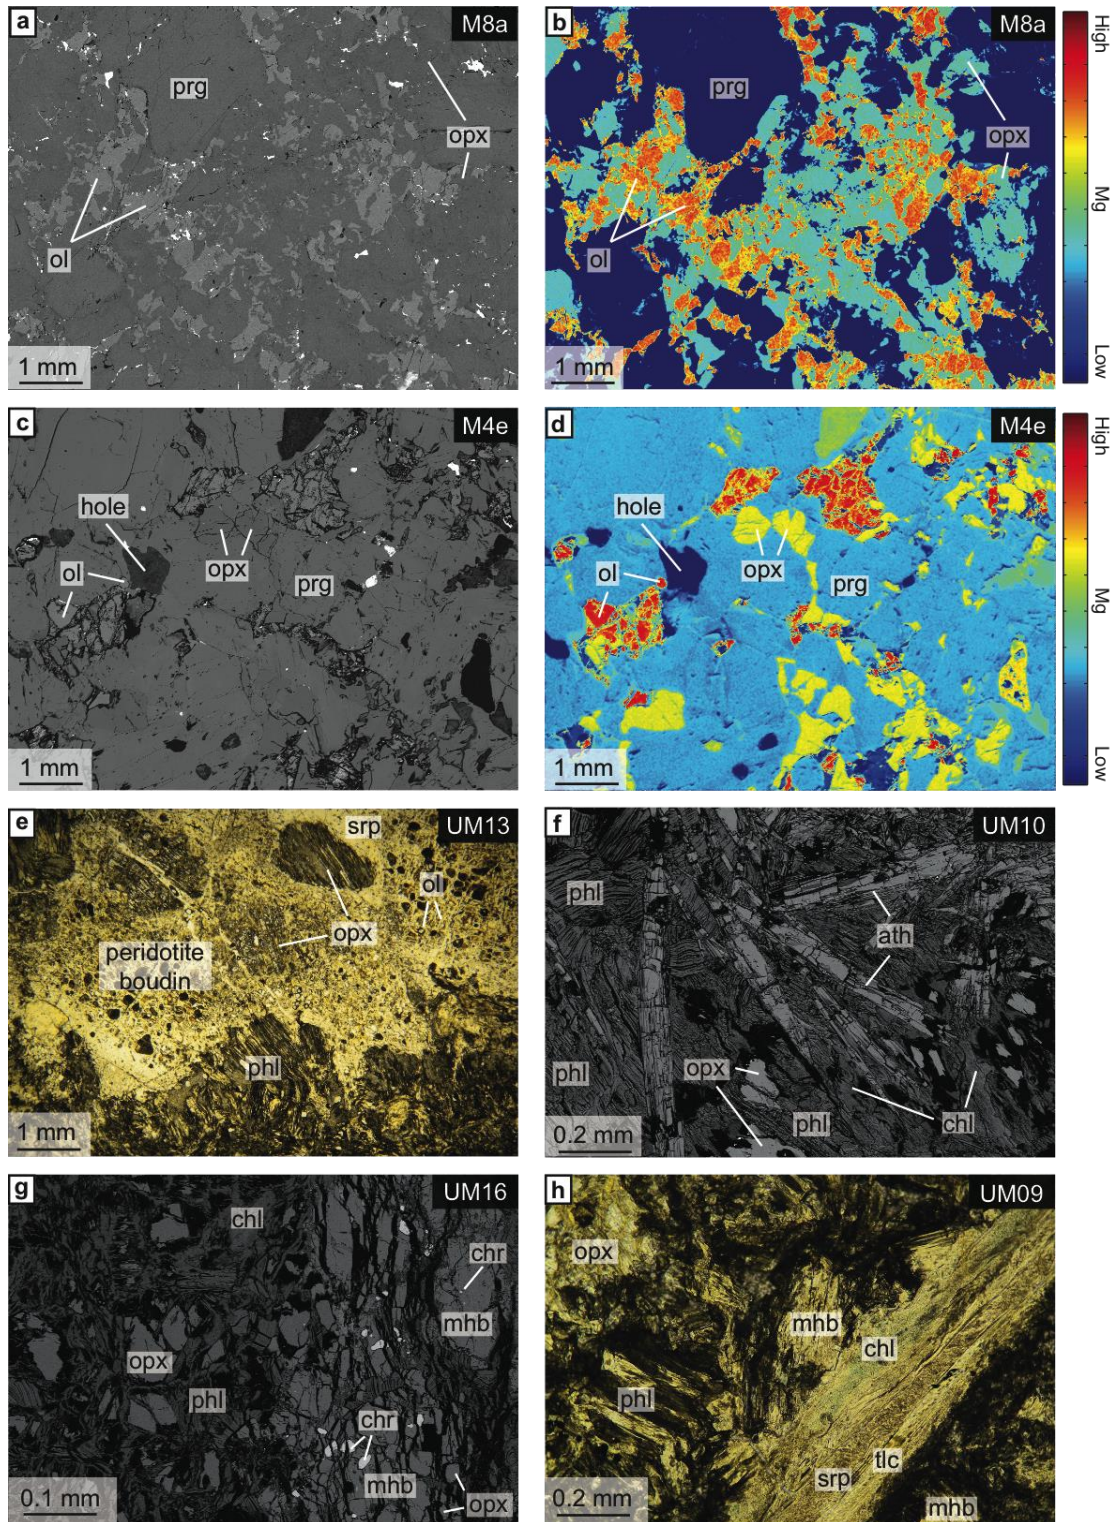 a
M8a
prg
opx
ol
1 mm
b
M8a
prg
opx
ol
1 mm
High
Mg
Low
c
M4e
hole
opx
ol
prg
1 mm
d
M4e
hole
opx
ol
prg
1 mm
High
Mg
Low
e
UM13
srp
ol
opx
peridotite
boudin
phl
1 mm
f
UM10
phl
ath
phl
opx
phl
chl
0.2 mm
g
UM16
chl
chr
mhb
opx
phl
chr
mhb
opx
0.1 mm
h
UM09
opx
mhb
chl
phl
tlc
srp
mhb
0.2 mm